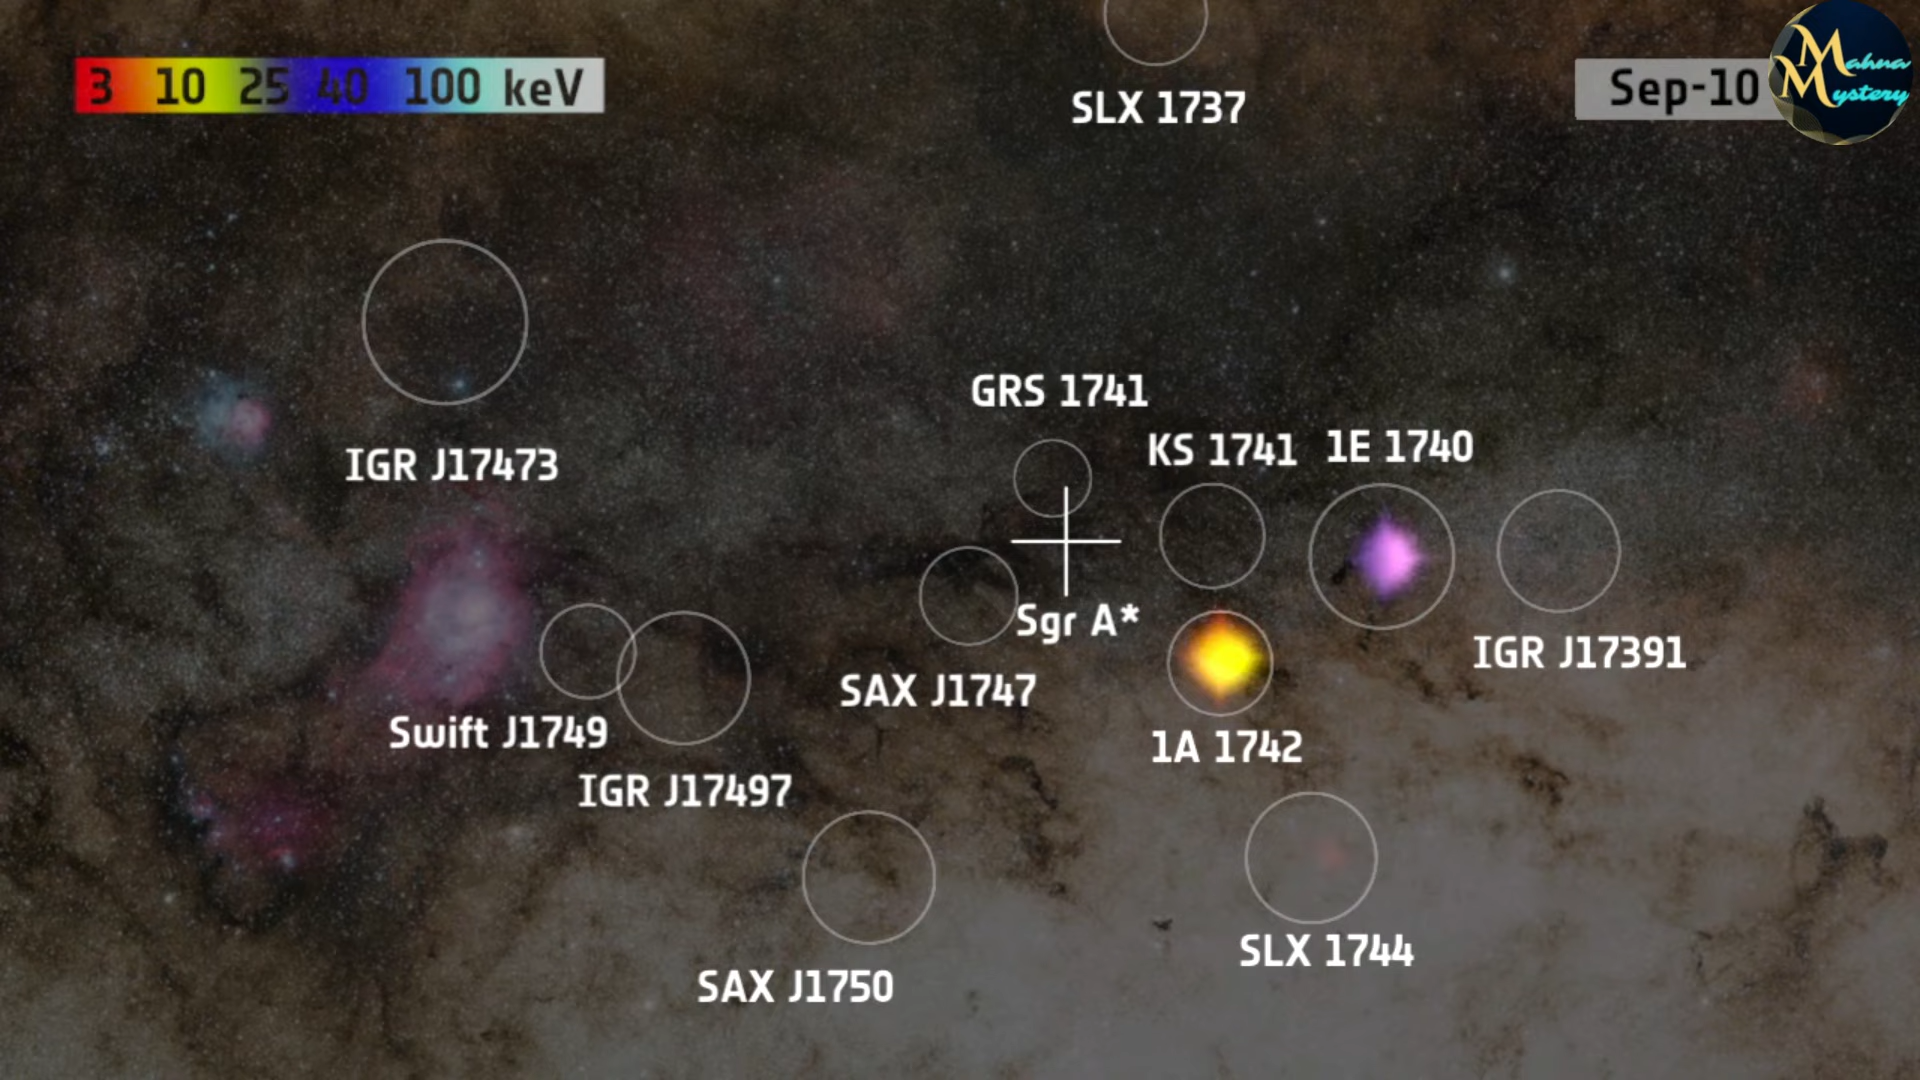 3 10 25 40 100 keV
Sep-10
Mahna
Mystery
SLX 1737
GRS 1741
KS 1741
1E 1740
IGR J17473
Sgr A*
IGR J17391
SAX J1747
Swift J1749
1A 1742
IGR J17497
SLX 1744
SAX J1750